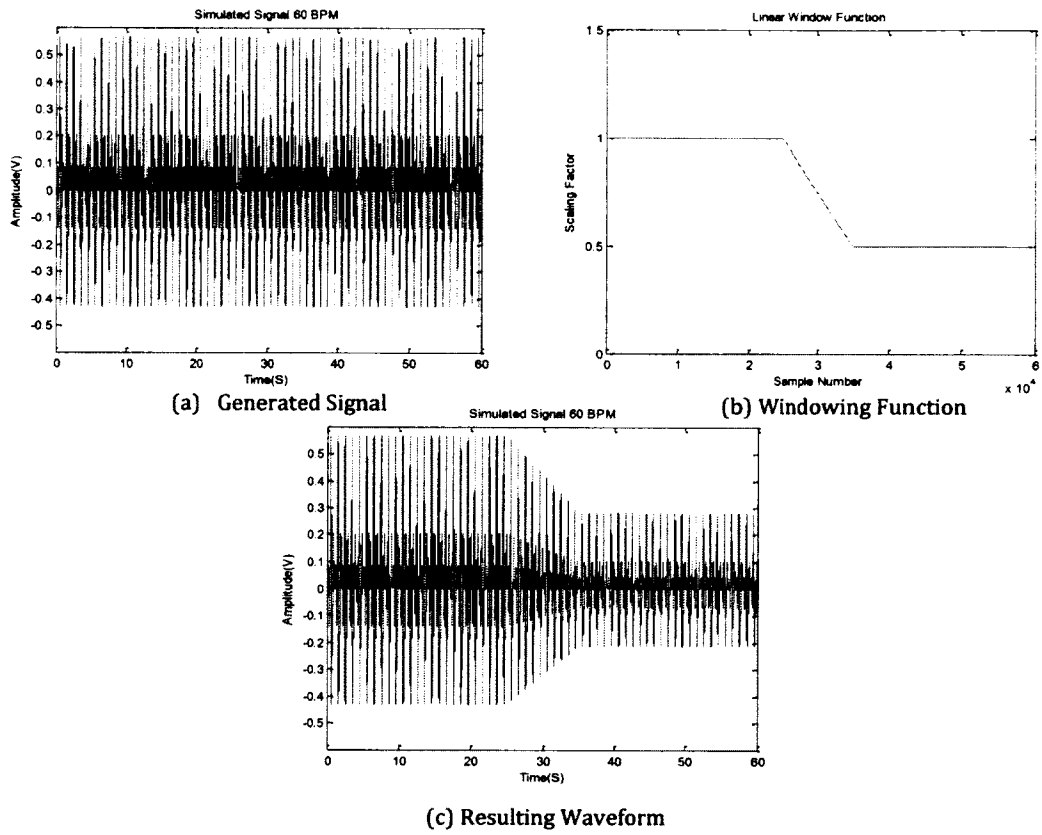 Simulated Signal 60 BPM
Amplitude(V)
0.5
0.4
0.3
0.2
0.1
0
-0.1
-0.2
-0.3
-0.4
-0.5
0 10 20 30 40 50 60
Time(S)
(a) Generated Signal
Linear Window Function
Scaling Factor
1.5
1
0.5
0
0 1 2 3 4 5 6
Sample Number
x 10⁴
(b) Windowing Function
Simulated Signal 60 BPM
Amplitude(V)
0.5
0.4
0.3
0.2
0.1
0
-0.1
-0.2
-0.3
-0.4
-0.5
0 10 20 30 40 50 60
Time(S)
(c) Resulting Waveform